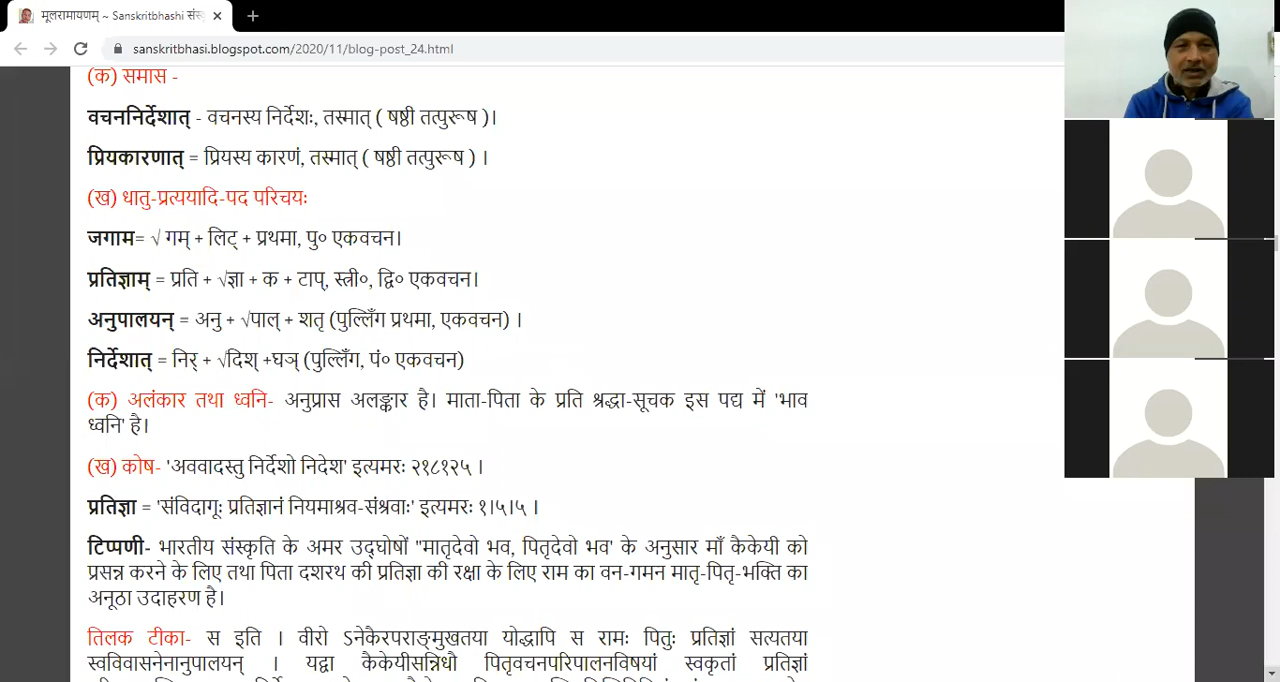 मूलरामायणम् ~ Sanskritbhashi संस्
sanskritbhasi.blogspot.com/2020/11/blog-post_24.html
(क) समास -
वचननिर्देशात् - वचनस्य निर्देशः, तस्मात् ( षष्ठी तत्पुरूष )।
प्रियकारणात् = प्रियस्य कारणं, तस्मात् ( षष्ठी तत्पुरूष ) ।
(ख) धातु-प्रत्ययादि-पद परिचयः
जगाम= √ गम् + लिट् + प्रथमा, पु० एकवचन।
प्रतिज्ञाम् = प्रति + √ज्ञा + क + टाप्, स्त्री०, द्वि० एकवचन।
अनुपालयन् = अनु + √पाल् + शतृ (पुल्लिँग प्रथमा, एकवचन) ।
निर्देशात् = निर् + √दिश् +घञ् (पुल्लिँग, पं० एकवचन)
(क) अलंकार तथा ध्वनि- अनुप्रास अलङ्कार है। माता-पिता के प्रति श्रद्धा-सूचक इस पद्य में 'भाव
ध्वनि' है।
(ख) कोष- 'अववादस्तु निर्देशो निदेश' इत्यमरः २१८१२५ ।
प्रतिज्ञा = 'संविदागूः प्रतिज्ञानं नियमाश्रव-संश्रवाः' इत्यमरः १।५।५ ।
टिप्पणी- भारतीय संस्कृति के अमर उद्घोषों "मातृदेवो भव, पितृदेवो भव' के अनुसार माँ कैकेयी को
प्रसन्न करने के लिए तथा पिता दशरथ की प्रतिज्ञा की रक्षा के लिए राम का वन-गमन मातृ-पितृ-भक्ति का
अनूठा उदाहरण है।
तिलक टीका- स इति । वीरो ऽनेकैरपराङ्मुखतया योद्धापि स रामः पितुः प्रतिज्ञां सत्यतया
स्वविवासनेनानुपालयन् । यद्वा कैकेयीसन्निधौ पितृवचनपरिपालनविषयां स्वकृतां प्रतिज्ञां